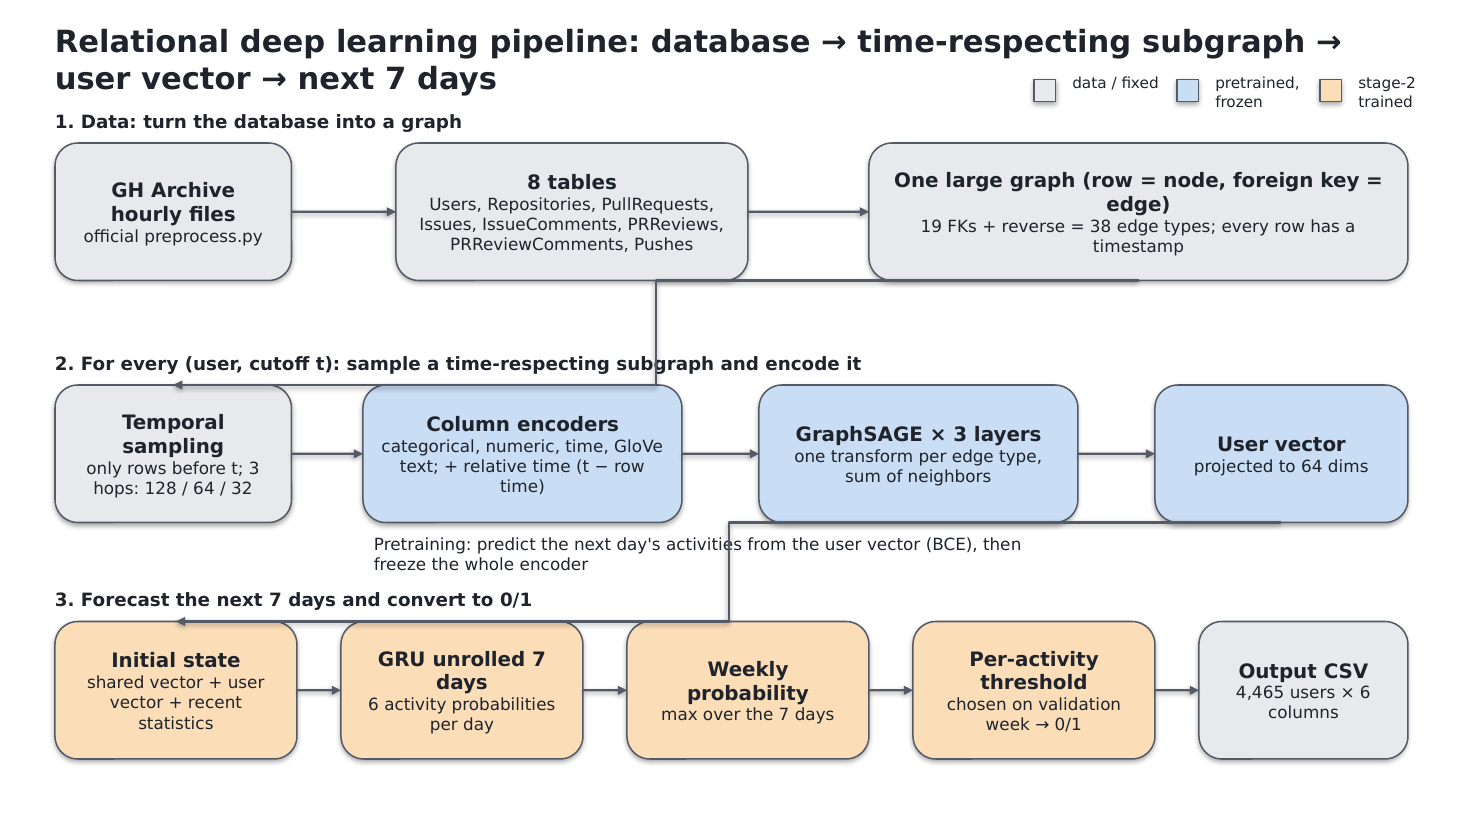 Relational deep learning pipeline: database → time-respecting subgraph →
user vector → next 7 days
data / fixed
pretrained,
frozen
stage-2
trained
1. Data: turn the database into a graph
GH Archive
hourly files
official preprocess.py
8 tables
Users, Repositories, PullRequests,
Issues, IssueComments, PRReviews,
PRReviewComments, Pushes
One large graph (row = node, foreign key =
edge)
19 FKs + reverse = 38 edge types; every row has a
timestamp
2. For every (user, cutoff t): sample a time-respecting subgraph and encode it
Temporal
sampling
only rows before t; 3
hops: 128 / 64 / 32
Column encoders
categorical, numeric, time, GloVe
text; + relative time (t − row
time)
GraphSAGE × 3 layers
one transform per edge type,
sum of neighbors
User vector
projected to 64 dims
Pretraining: predict the next day's activities from the user vector (BCE), then
freeze the whole encoder
3. Forecast the next 7 days and convert to 0/1
Initial state
shared vector + user
vector + recent
statistics
GRU unrolled 7
days
6 activity probabilities
per day
Weekly
probability
max over the 7 days
Per-activity
threshold
chosen on validation
week → 0/1
Output CSV
4,465 users × 6
columns